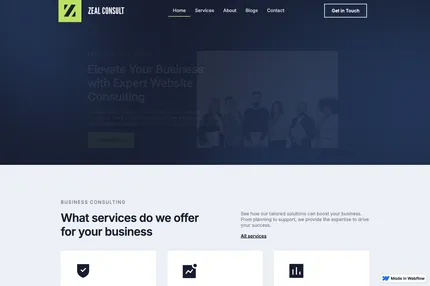 ZEAL CONSULT
Home Services About Blogs Contact
Get in Touch
Elevate Your Business
with Expert Website
Consulting
BUSINESS CONSULTING
What services do we offer
for your business
See how our tailored solutions can boost your business.
From planning to support, we provide the expertise to drive
your success.
All services
Made in Webflow